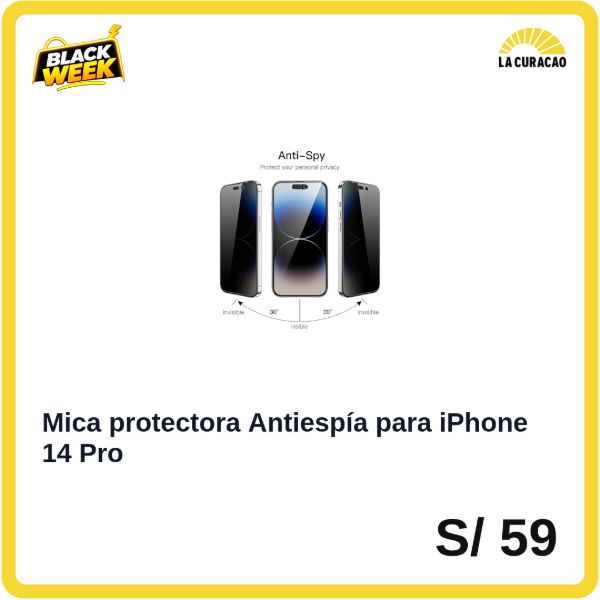 BLACK
WEEK
LA CURACAO
Anti-Spy
Protect your personal privacy
invisible
30°
30°
invisible
visible
Mica protectora Antiespía para iPhone
14 Pro
S/ 59